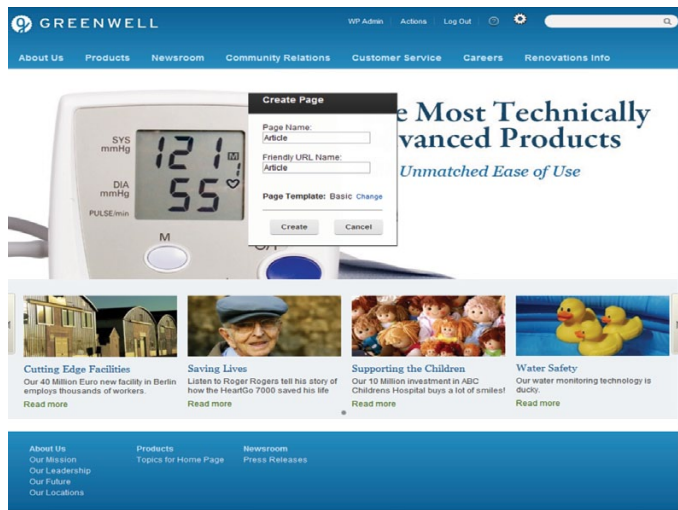 GREENWELL
WP Admin
Actions
Log Out
About Us
Products
Newsroom
Community Relations
Customer Service
Careers
Renovations Info
Create Page
Page Name:
Article
Friendly URL Name:
Article
Page Template: Basic Change
Create
Cancel
e Most Technically
vanced Products
Unmatched Ease of Use
SYS
mmHg
121
M
DIA
mmHg
55
PULSE/min
M
Cutting Edge Facilities
Our 40 Million Euro new facility in Berlin
employs thousands of workers.
Read more
Saving Lives
Listen to Roger Rogers tell his story of
how the HeartGo 7000 saved his life
Read more
Supporting the Children
Our 10 Million investment in ABC
Childrens Hospital buys a lot of smiles!
Read more
Water Safety
Our water monitoring technology is
ducky.
Read more
About Us
Our Mission
Our Leadership
Our Future
Our Locations
Products
Topics for Home Page
Newsroom
Press Releases